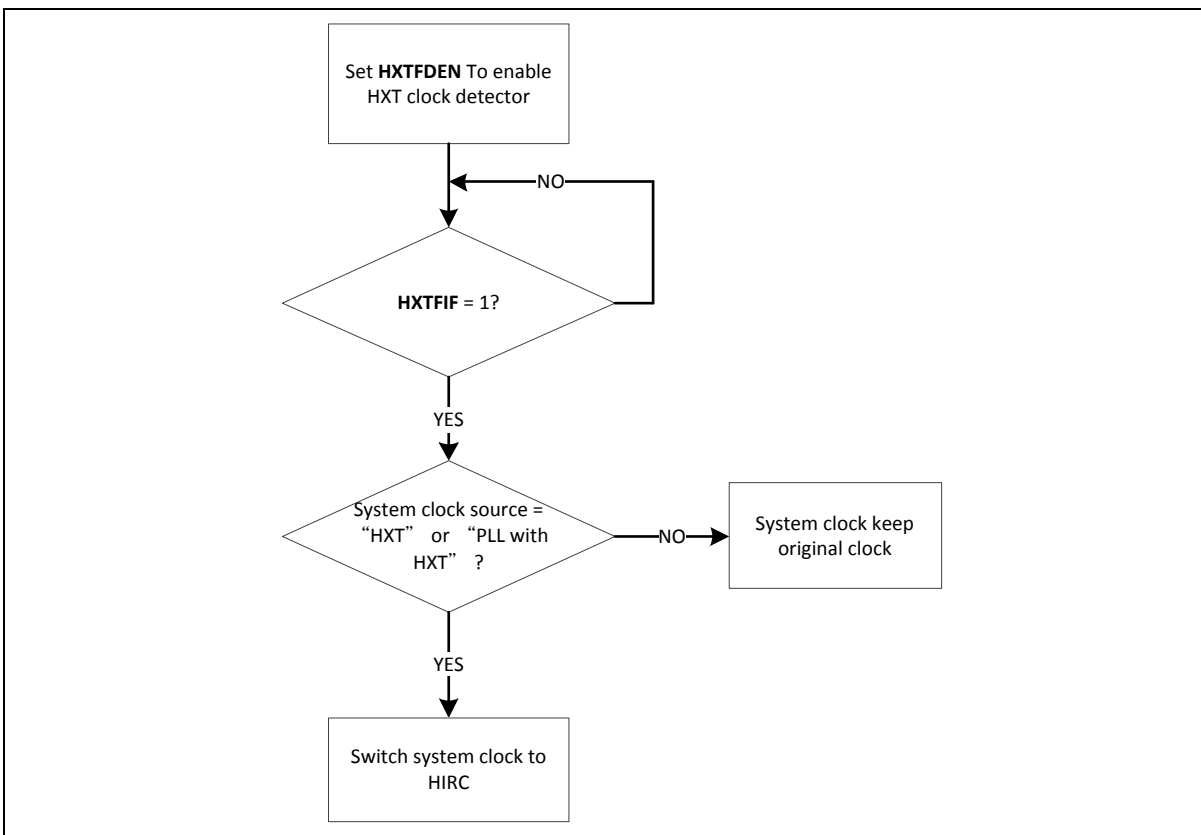 Set HXTFDEN To enable
HXT clock detector
NO
HXTFIF = 1?
YES
System clock source =
“HXT” or “PLL with
HXT” ?
NO
System clock keep
original clock
YES
Switch system clock to
HIRC